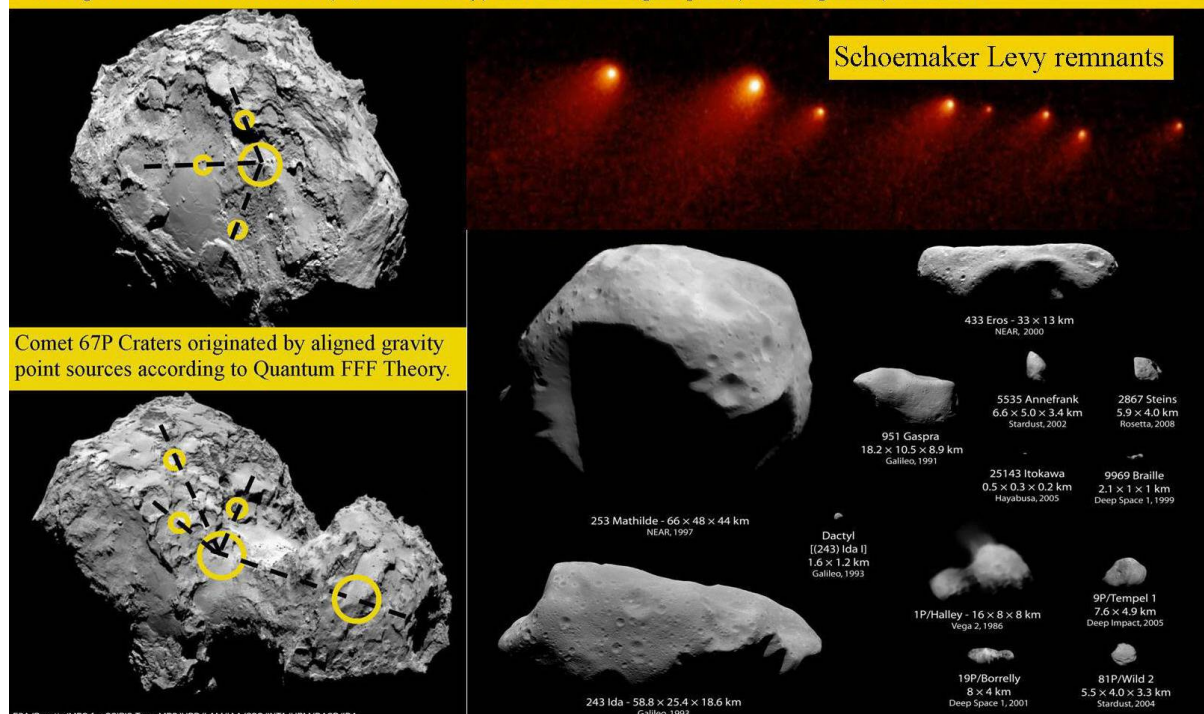 Schoemaker Levy remnants
Comet 67P Craters originated by aligned gravity
point sources according to Quantum FFF Theory.
433 Eros - 33 × 13 km
NEAR, 2000
5535 Annefrank
6.6 × 5.0 × 3.4 km
Stardust, 2002
2867 Steins
5.9 × 4.0 km
Rosetta, 2008
951 Gaspra
18.2 × 10.5 × 8.9 km
Galileo, 1991
25143 Itokawa
0.5 × 0.3 × 0.2 km
Hayabusa, 2005
9969 Braille
2.1 × 1 × 1 km
Deep Space 1, 1999
253 Mathilde - 66 × 48 × 44 km
NEAR, 1997
Dactyl
[(243) Ida I]
1.6 × 1.2 km
Galileo, 1993
1P/Halley - 16 × 8 × 8 km
Vega 2, 1986
9P/Tempel 1
7.6 × 4.9 km
Deep Impact, 2005
19P/Borrelly
8 × 4 km
Deep Space 1, 2001
81P/Wild 2
5.5 × 4.0 × 3.3 km
Stardust, 2004
243 Ida - 58.8 × 25.4 × 18.6 km
Galileo, 1993